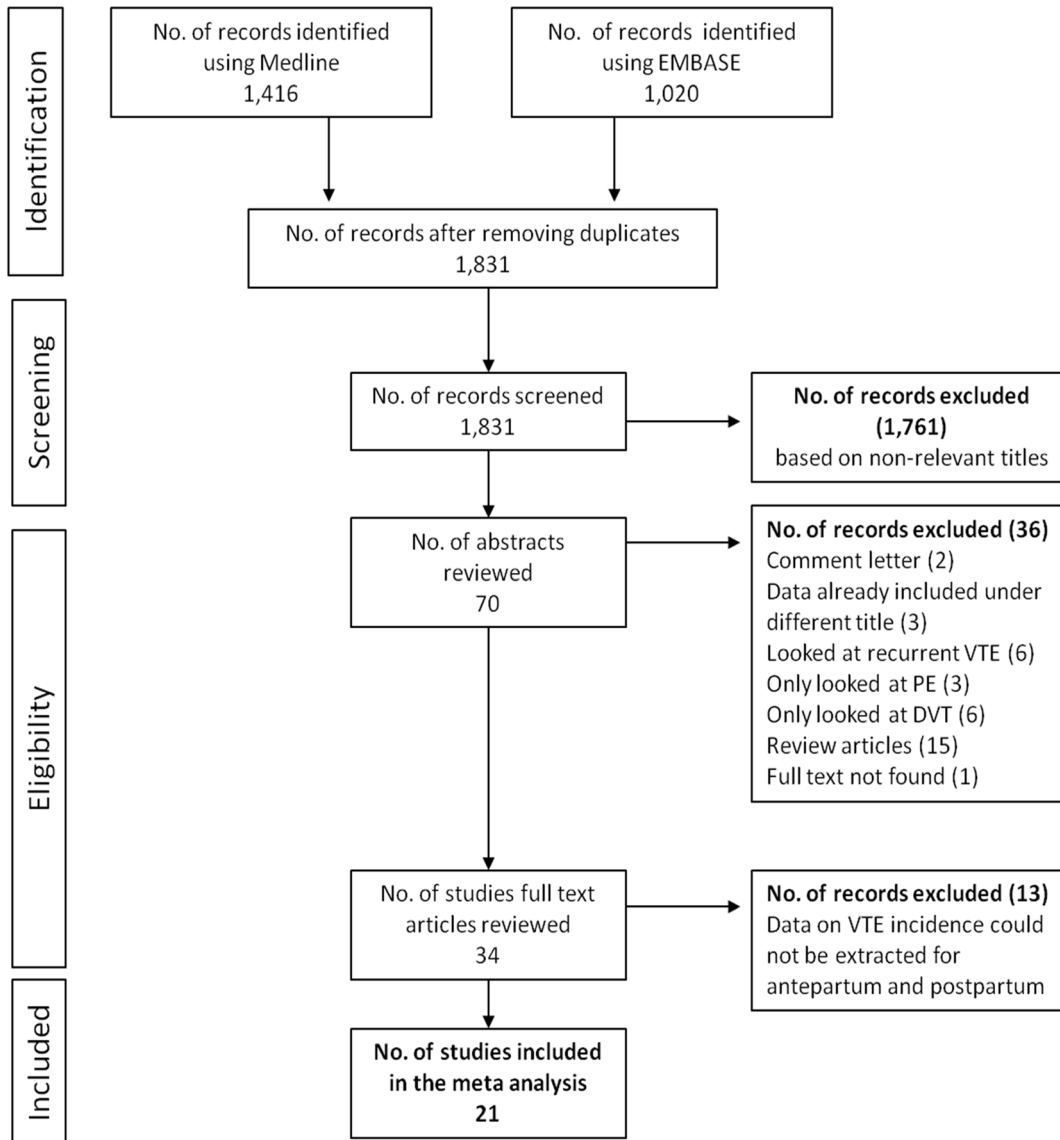 Identification
No. of records identified
using Medline
1,416
No. of records identified
using EMBASE
1,020
No. of records after removing duplicates
1,831
Screening
No. of records screened
1,831
No. of records excluded
(1,761)
based on non-relevant titles
Eligibility
No. of abstracts
reviewed
70
No. of records excluded (36)
Comment letter (2)
Data already included under
different title (3)
Looked at recurrent VTE (6)
Only looked at PE (3)
Only looked at DVT (6)
Review articles (15)
Full text not found (1)
No. of studies full text
articles reviewed
34
No. of records excluded (13)
Data on VTE incidence could
not be extracted for
antepartum and postpartum
Included
No. of studies included
in the meta analysis
21